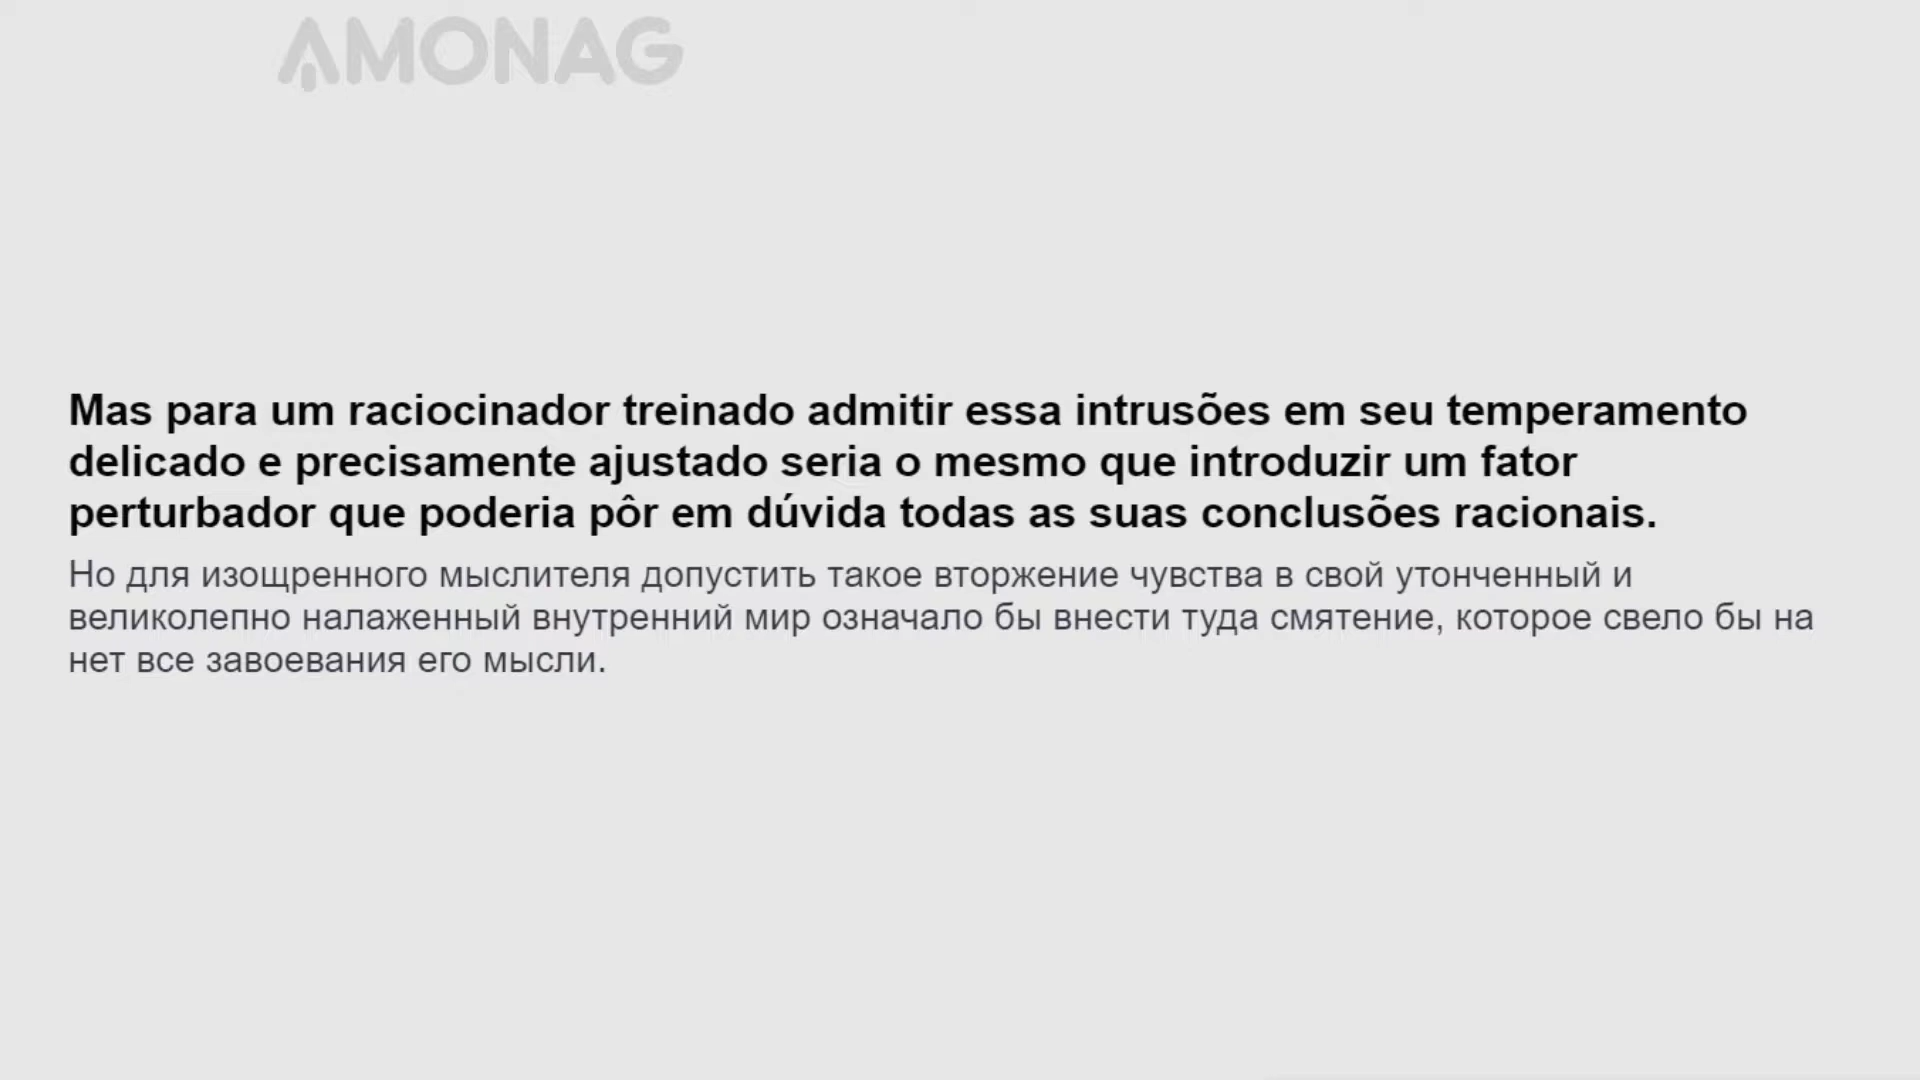 AMONAG
Mas para um raciocinador treinado admitir essa intrusões em seu temperamento
delicado e precisamente ajustado seria o mesmo que introduzir um fator
perturbador que poderia pôr em dúvida todas as suas conclusões racionais.
Но для изощренного мыслителя допустить такое вторжение чувства в свой утонченный и
великолепно налаженный внутренний мир означало бы внести туда смятение, которое свело бы на
нет все завоевания его мысли.